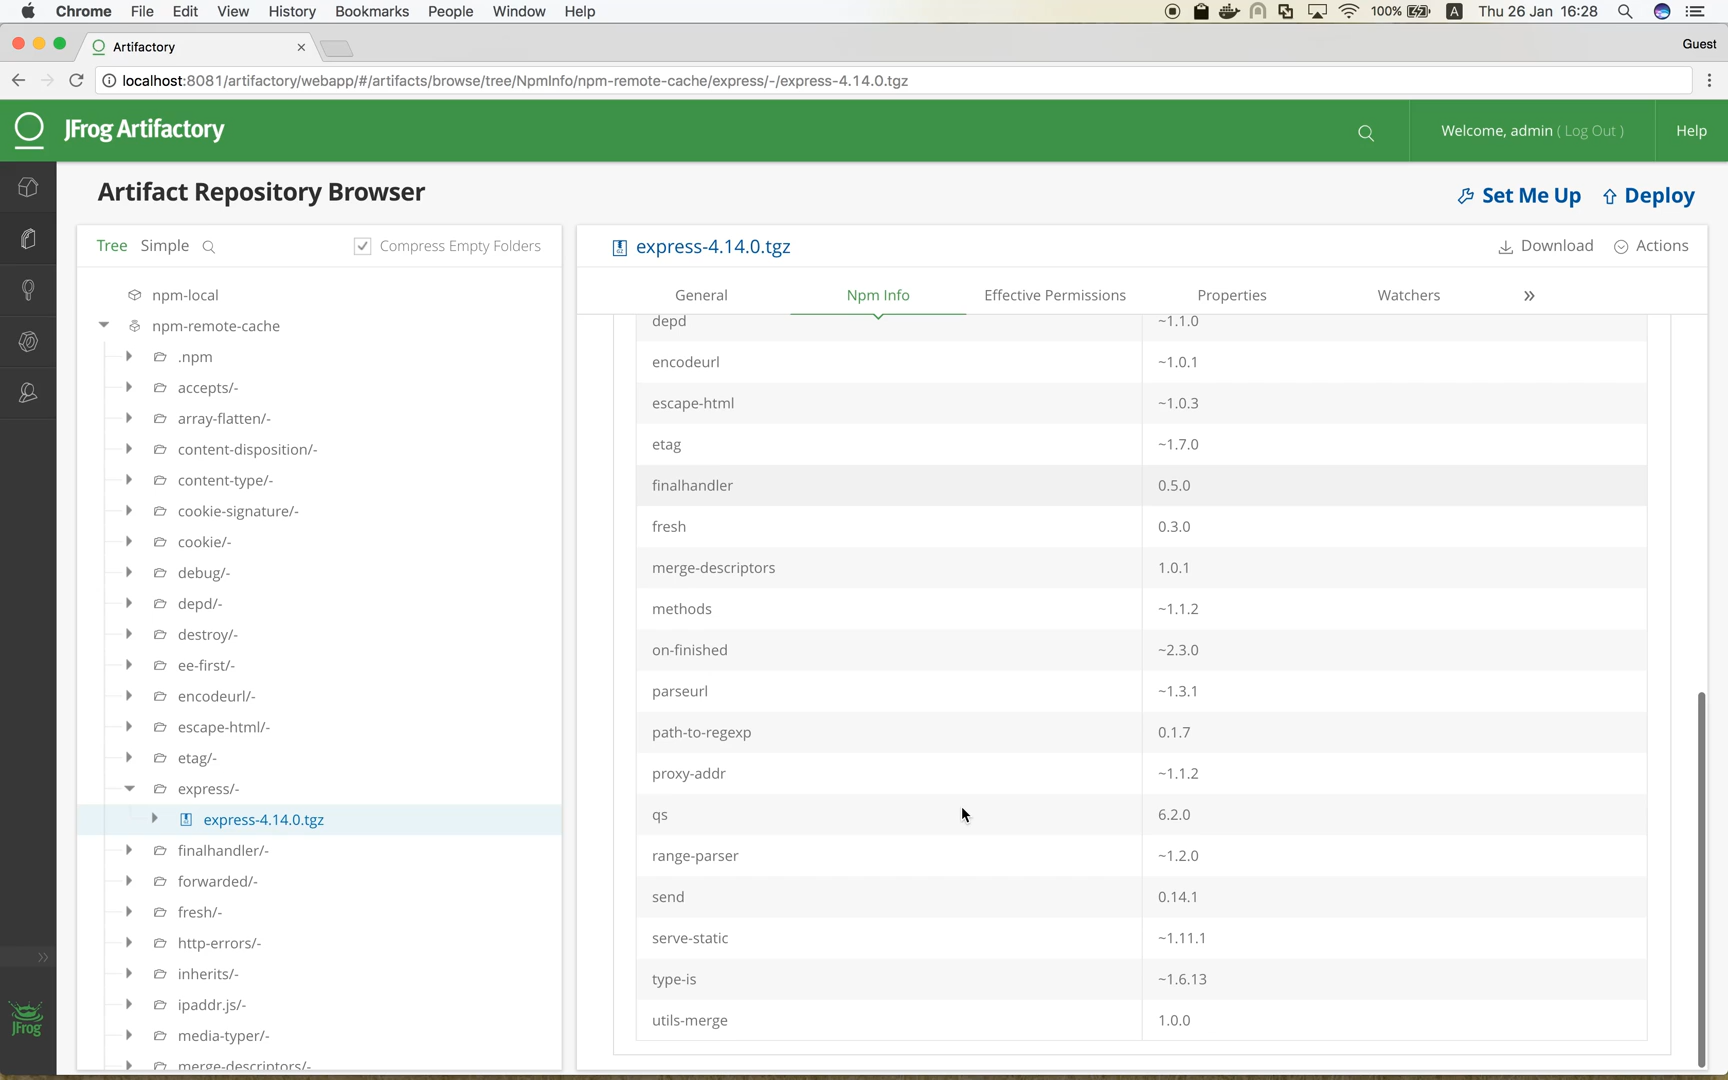 Chrome File Edit View History Bookmarks People Window Help 100% A Thu 26 Jan 16:28
Artifactory Guest
localhost:8081/artifactory/webapp/#/artifacts/browse/tree/NpmInfo/npm-remote-cache/express/-/express-4.14.0.tgz
JFrog Artifactory Welcome, admin ( Log Out ) Help
Artifact Repository Browser Set Me Up Deploy
Tree Simple Compress Empty Folders
npm-local
npm-remote-cache
.npm
accepts/-
array-flatten/-
content-disposition/-
content-type/-
cookie-signature/-
cookie/-
debug/-
depd/-
destroy/-
ee-first/-
encodeurl/-
escape-html/-
etag/-
express/-
express-4.14.0.tgz
finalhandler/-
forwarded/-
fresh/-
http-errors/-
inherits/-
ipaddr.js/-
media-typer/-
merge-descriptors/-
JFrog
express-4.14.0.tgz Download Actions
General Npm Info Effective Permissions Properties Watchers »
depd ~1.1.0
encodeurl ~1.0.1
escape-html ~1.0.3
etag ~1.7.0
finalhandler 0.5.0
fresh 0.3.0
merge-descriptors 1.0.1
methods ~1.1.2
on-finished ~2.3.0
parseurl ~1.3.1
path-to-regexp 0.1.7
proxy-addr ~1.1.2
qs 6.2.0
range-parser ~1.2.0
send 0.14.1
serve-static ~1.11.1
type-is ~1.6.13
utils-merge 1.0.0